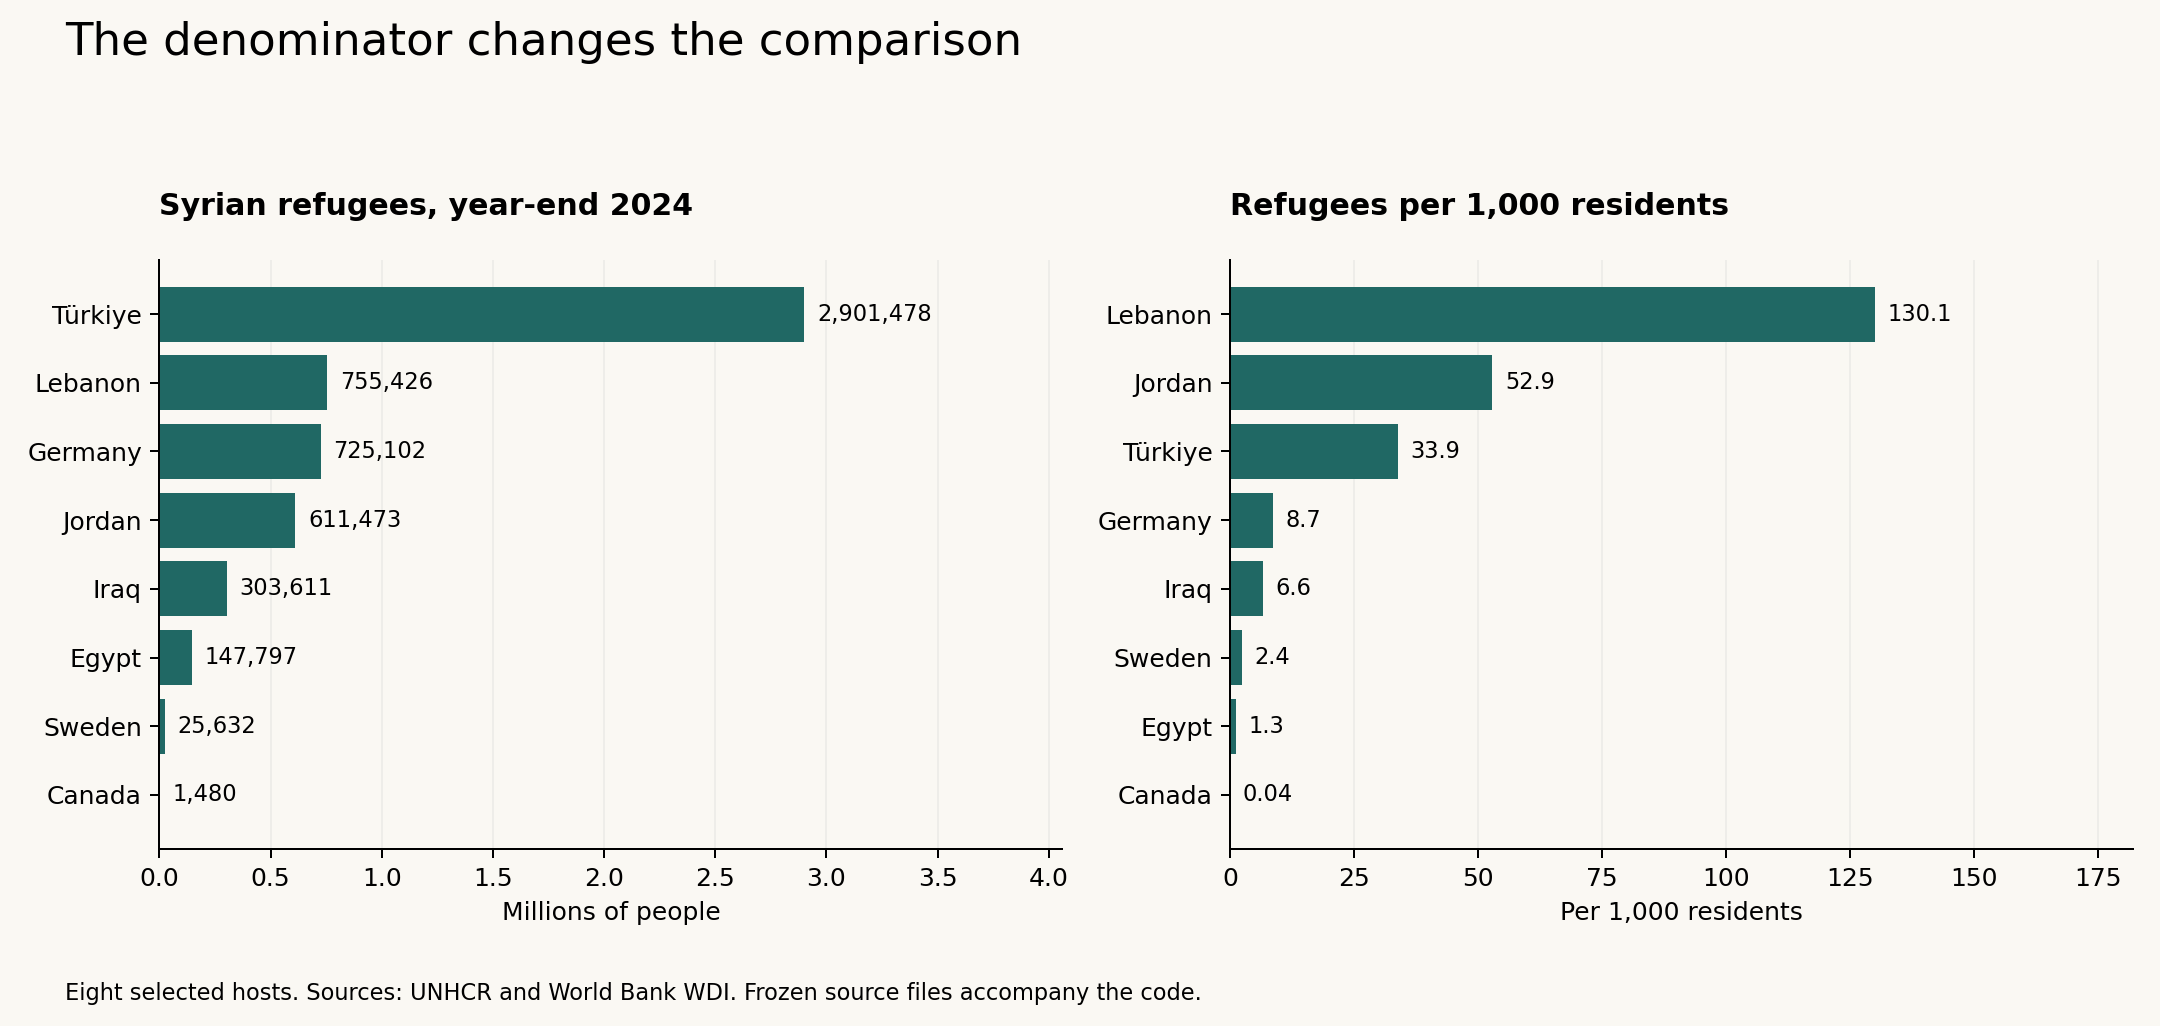 The denominator changes the comparison
Syrian refugees, year-end 2024
Türkiye 2,901,478
Lebanon 755,426
Germany 725,102
Jordan 611,473
Iraq 303,611
Egypt 147,797
Sweden 25,632
Canada 1,480
0.0 0.5 1.0 1.5 2.0 2.5 3.0 3.5 4.0
Millions of people
Refugees per 1,000 residents
Lebanon 130.1
Jordan 52.9
Türkiye 33.9
Germany 8.7
Iraq 6.6
Sweden 2.4
Egypt 1.3
Canada 0.04
0 25 50 75 100 125 150 175
Per 1,000 residents
Eight selected hosts. Sources: UNHCR and World Bank WDI. Frozen source files accompany the code.